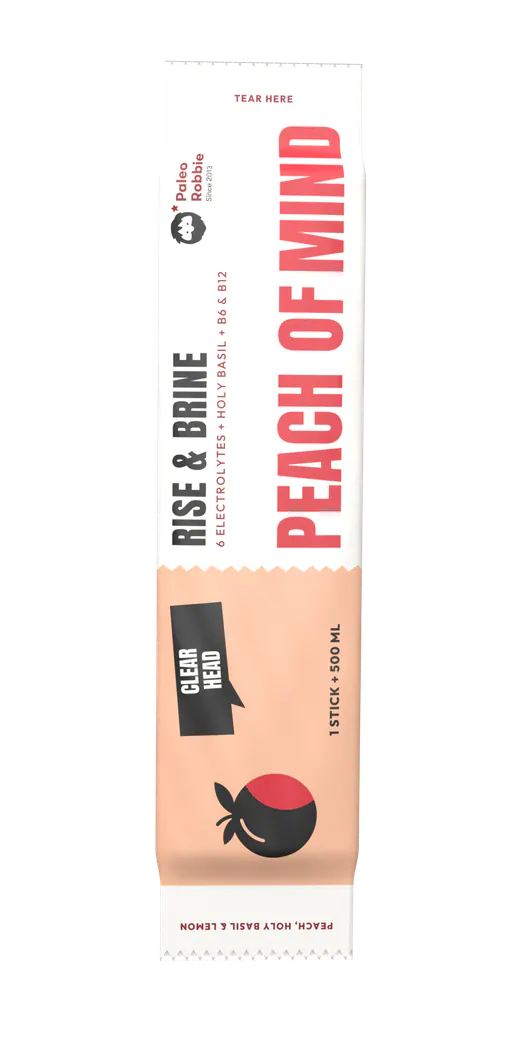 TEAR HERE
Paleo
Robbie
Since 2013
RISE & BRINE
6 ELECTROLYTES + HOLY BASIL + B6 & B12
PEACH OF MIND
CLEAR
HEAD
1 STICK + 500 ML
PEACH, HOLY BASIL & LEMON